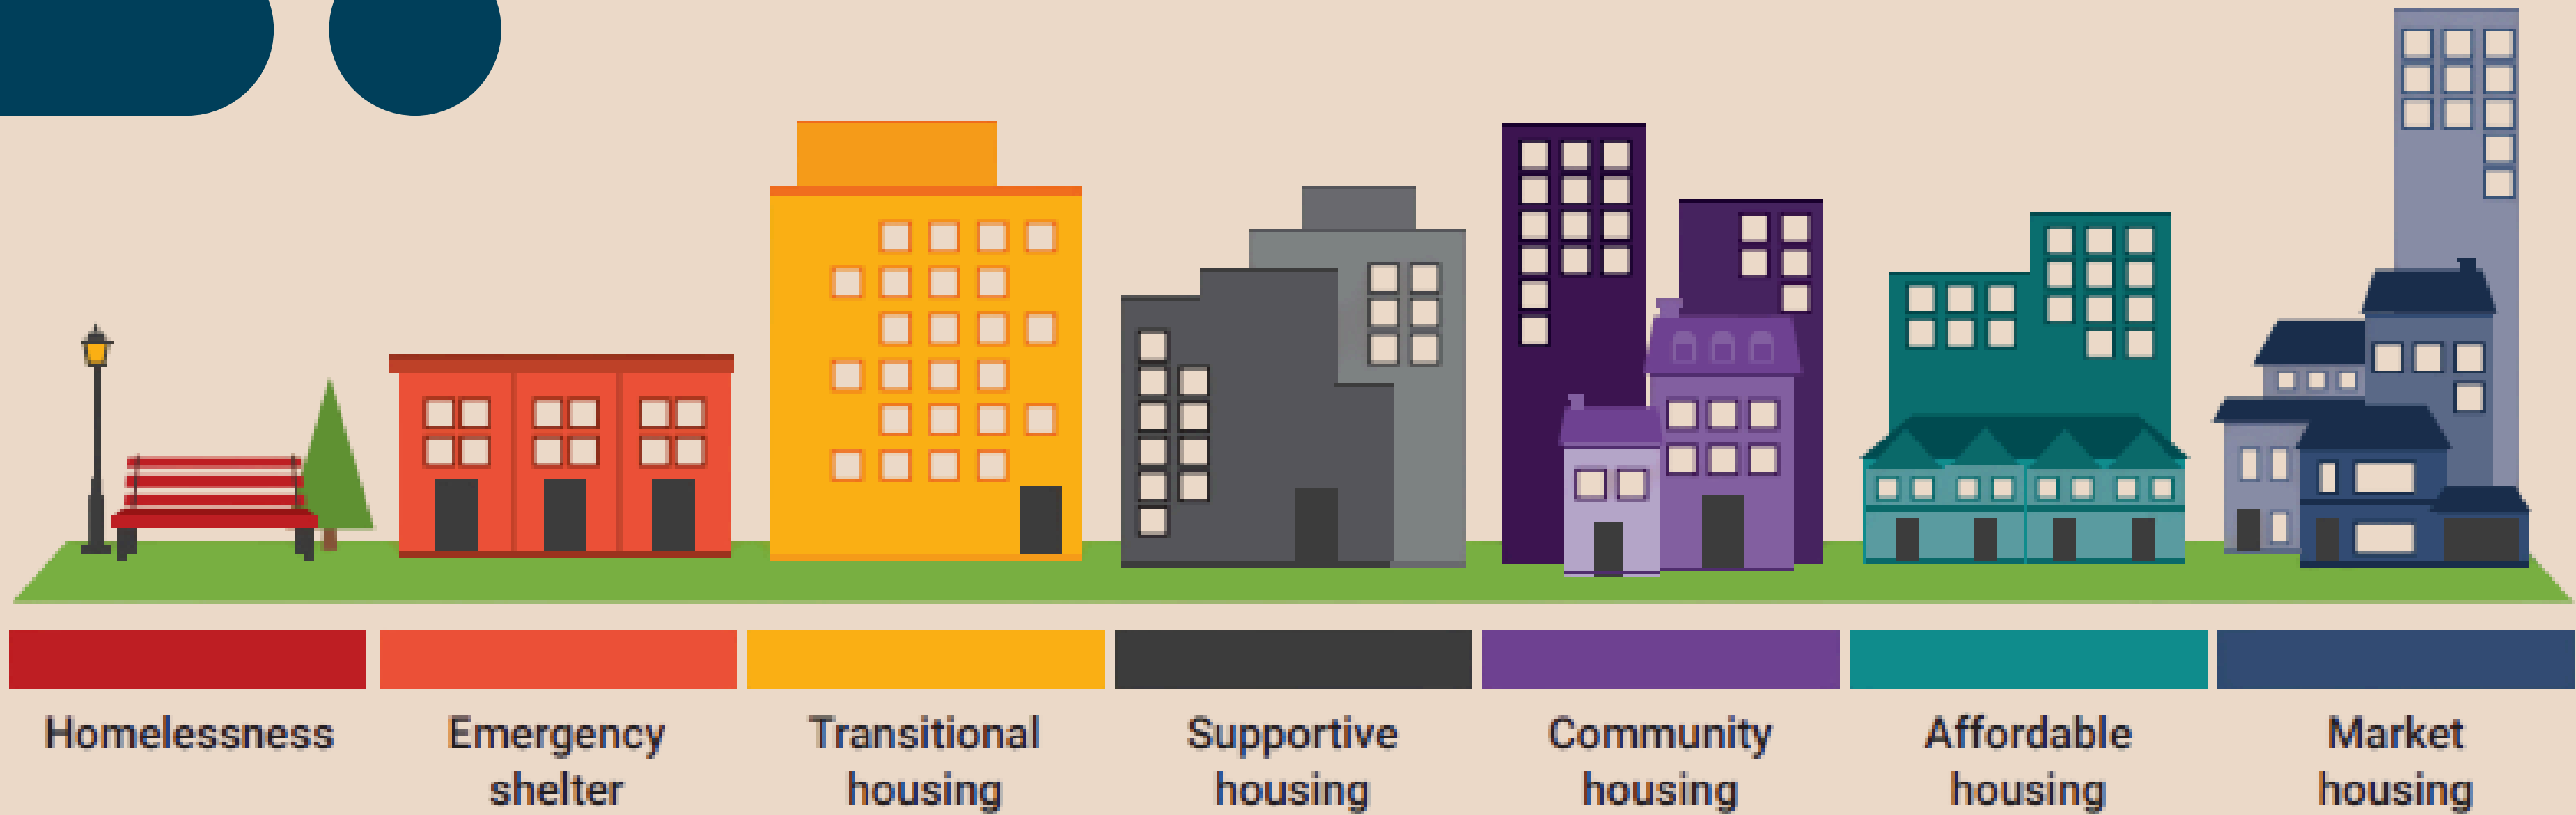 Homelessness
Emergency
shelter
Transitional
housing
Supportive
housing
Community
housing
Affordable
housing
Market
housing